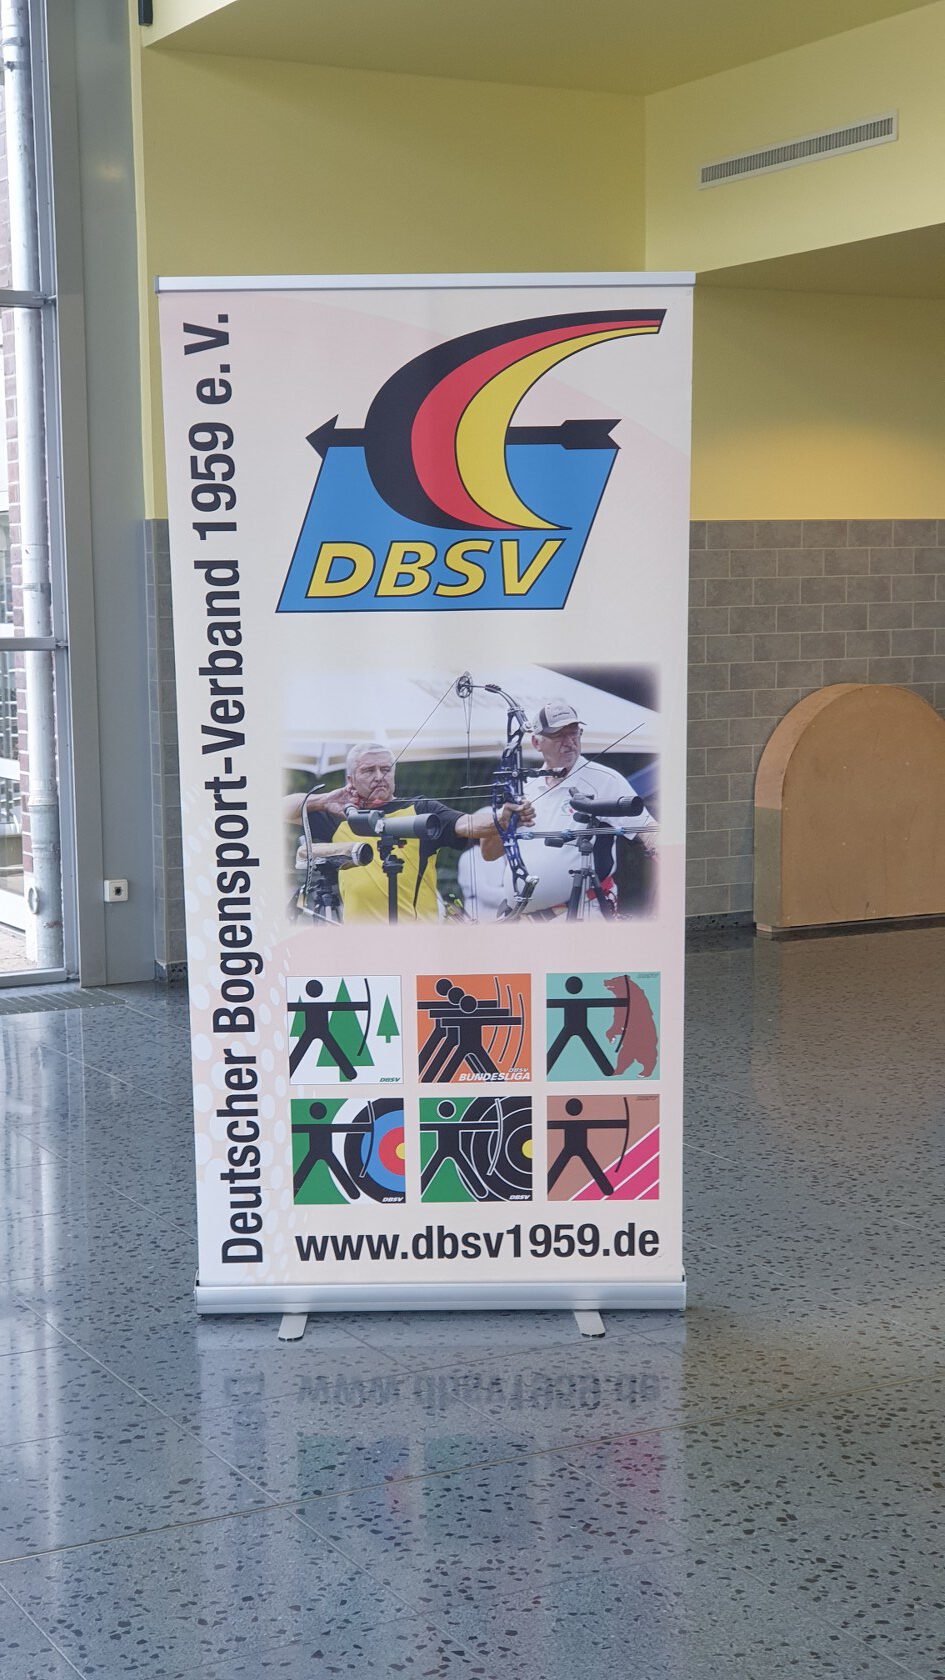 Deutscher Bogensport-Verband 1959 e. V.
DBSV
DBSV
DBSV
BUNDESLIGA
DBSV
DBSV
www.dbsv1959.de